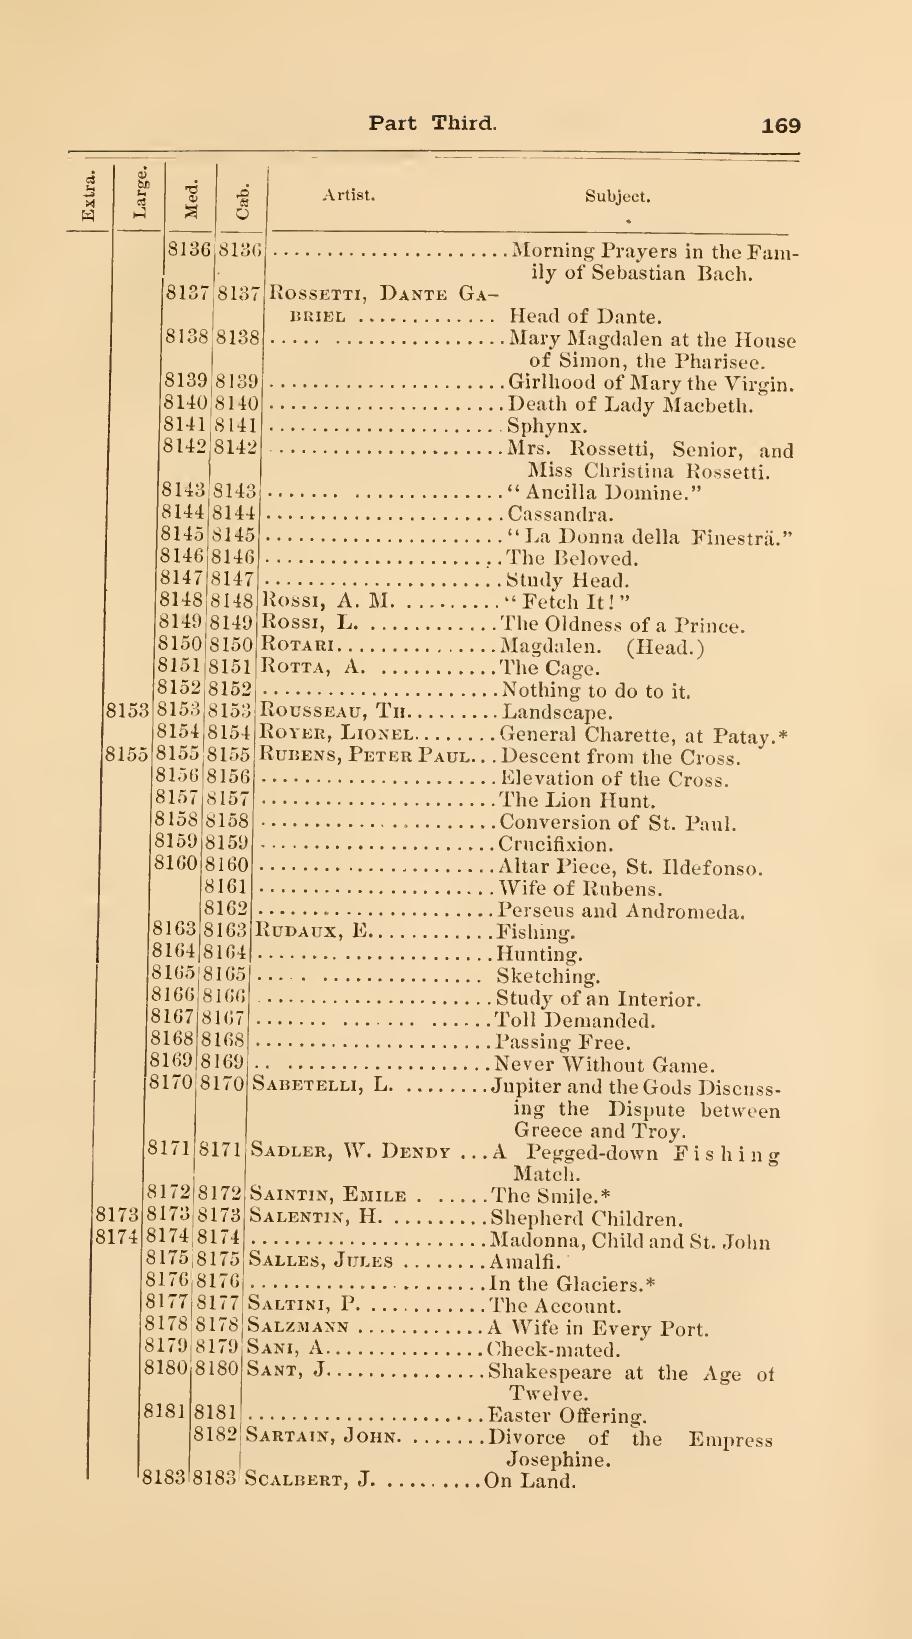 Part Third. 169
Extra. Large. Med. Cab. Artist. Subject.
8136 8136 ...................... Morning Prayers in the Fam-
ily of Sebastian Bach.
8137 8137 ROSSETTI, DANTE GA-
BRIEL ............. Head of Dante.
8138 8138 ..... ................ Mary Magdalen at the House
of Simon, the Pharisee.
8139 8139 ...................... Girlhood of Mary the Virgin.
8140 8140 ...................... Death of Lady Macbeth.
8141 8141 ...................... Sphynx.
8142 8142 ...................... Mrs. Rossetti, Senior, and
Miss Christina Rossetti.
8143 8143 ....... .............. “ Ancilla Domine.”
8144 8144 ...................... Cassandra.
8145 8145 ...................... “ La Donna della Finesträ.”
8146 8146 ...................... The Beloved.
8147 8147 ...................... Study Head.
8148 8148 ROSSI, A. M. ......... “ Fetch It! ”
8149 8149 ROSSI, L. ............ The Oldness of a Prince.
8150 8150 ROTARI............... Magdalen. (Head.)
8151 8151 ROTTA, A. ........... The Cage.
8152 8152 ...................... Nothing to do to it.
8153 8153 8153 ROUSSEAU, TH......... Landscape.
8154 8154 ROYER, LIONEL........ General Charette, at Patay.*
8155 8155 8155 RUBENS, PETER PAUL... Descent from the Cross.
8156 8156 ...................... Elevation of the Cross.
8157 8157 ...................... The Lion Hunt.
8158 8158 ...................... Conversion of St. Paul.
8159 8159 ...................... Crucifixion.
8160 8160 ...................... Altar Piece, St. Ildefonso.
8161 ...................... Wife of Rubens.
8162 ...................... Perseus and Andromeda.
8163 8163 RUDAUX, E............ Fishing.
8164 8164 ...................... Hunting.
8165 8165 ..... ............... Sketching.
8166 8166 ...................... Study of an Interior.
8167 8167 ....... ....... ...... Toll Demanded.
8168 8168 ...................... Passing Free.
8169 8169 .. ................... Never Without Game.
8170 8170 SABETELLI, L. ........ Jupiter and the Gods Discuss-
ing the Dispute between
Greece and Troy.
8171 8171 SADLER, W. DENDY ... A Pegged-down Fishing
Match.
8172 8172 SAINTIN, EMILE . ..... The Smile.*
8173 8173 8173 SALENTIN, H. .......... Shepherd Children.
8174 8174 8174 ...................... Madonna, Child and St. John
8175 8175 SALLES, JULES ........ Amalfi.
8176 8176 ...................... In the Glaciers.*
8177 8177 SALTINI, P. ........... The Account.
8178 8178 SALZMANN ............ A Wife in Every Port.
8179 8179 SANI, A............... Check-mated.
8180 8180 SANT, J............... Shakespeare at the Age of
Twelve.
8181 8181 ...................... Easter Offering.
8182 SARTAIN, JOHN. ....... Divorce of the Empress
Josephine.
8183 8183 SCALBERT, J. ......... On Land.